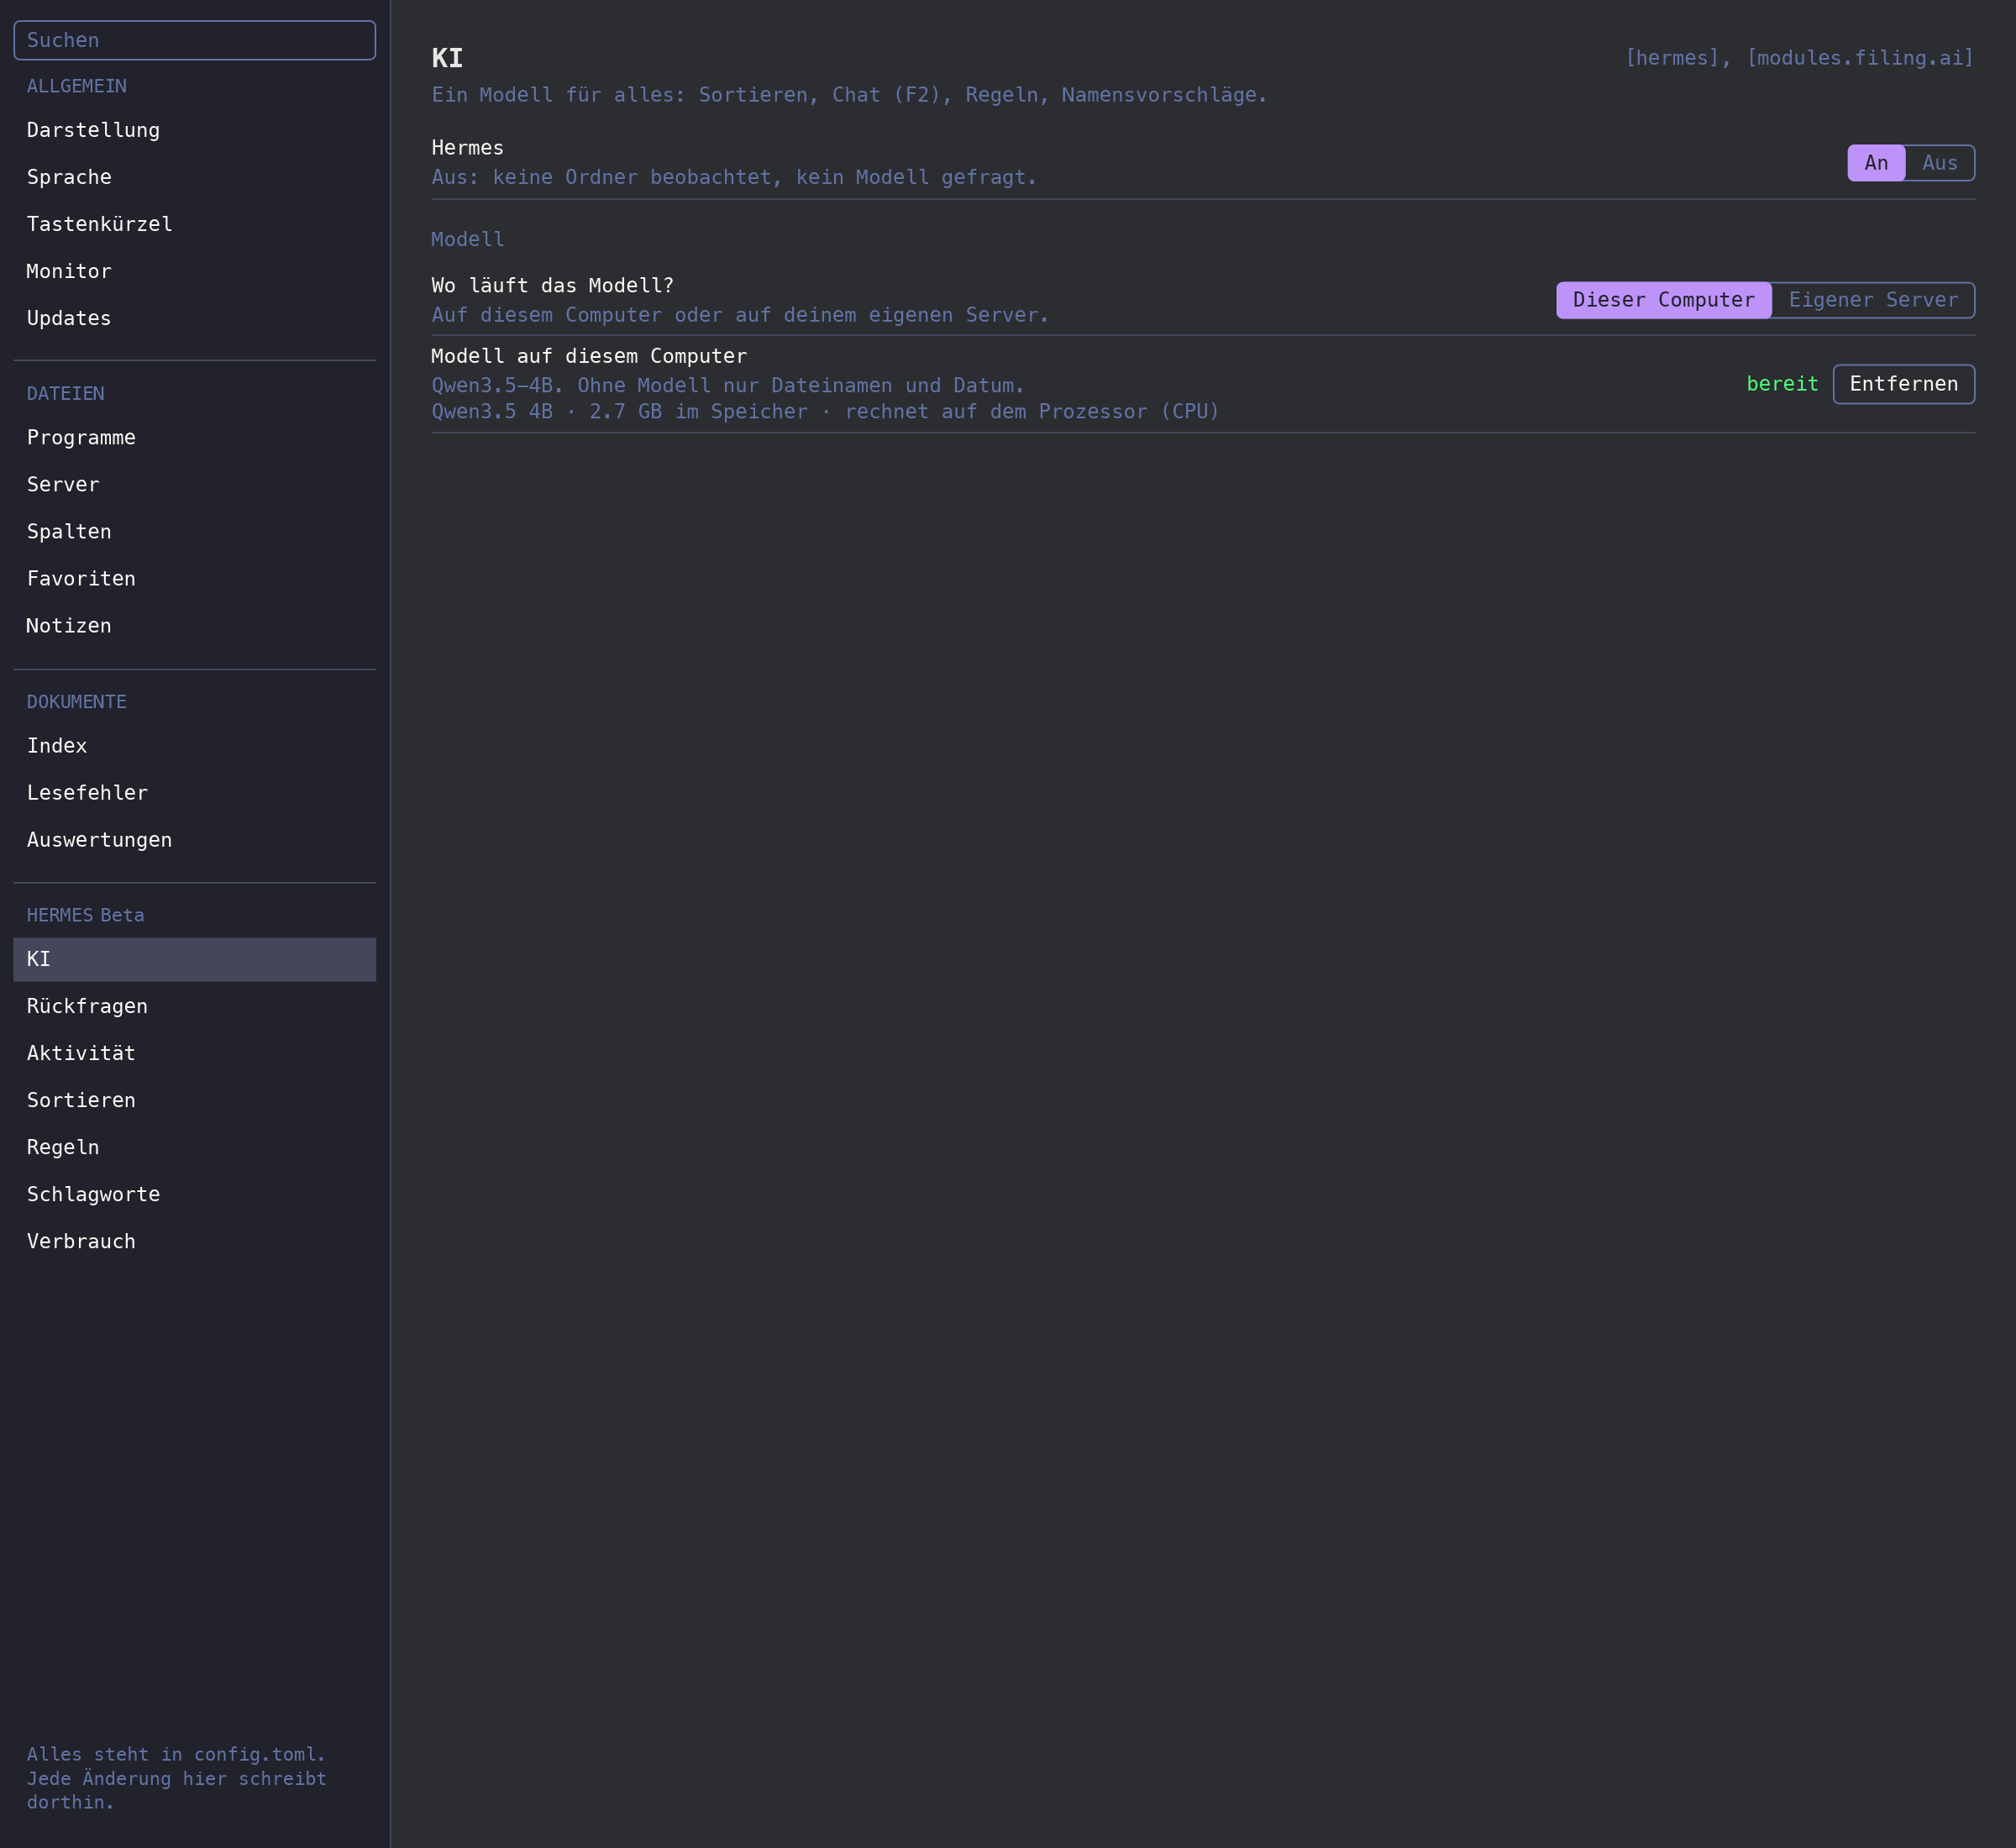 Suchen
ALLGEMEIN
Darstellung
Sprache
Tastenkürzel
Monitor
Updates
DATEIEN
Programme
Server
Spalten
Favoriten
Notizen
DOKUMENTE
Index
Lesefehler
Auswertungen
HERMES Beta
KI
Rückfragen
Aktivität
Sortieren
Regeln
Schlagworte
Verbrauch
Alles steht in config.toml.
Jede Änderung hier schreibt
dorthin.
KI [hermes], [modules.filing.ai]
Ein Modell für alles: Sortieren, Chat (F2), Regeln, Namensvorschläge.
Hermes
Aus: keine Ordner beobachtet, kein Modell gefragt.
An Aus
Modell
Wo läuft das Modell?
Auf diesem Computer oder auf deinem eigenen Server.
Dieser Computer Eigener Server
Modell auf diesem Computer
Qwen3.5–4B. Ohne Modell nur Dateinamen und Datum.
Qwen3.5 4B · 2.7 GB im Speicher · rechnet auf dem Prozessor (CPU)
bereit Entfernen